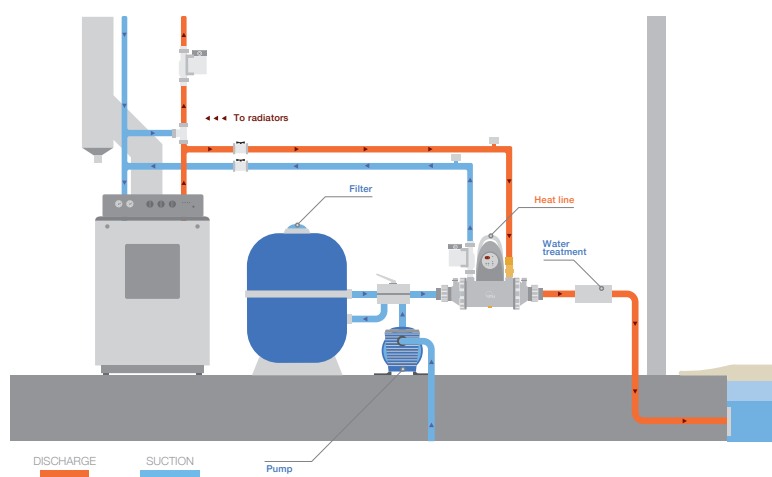 To radiators
Filter
Heat line
Water
treatment
DISCHARGE
SUCTION
Pump